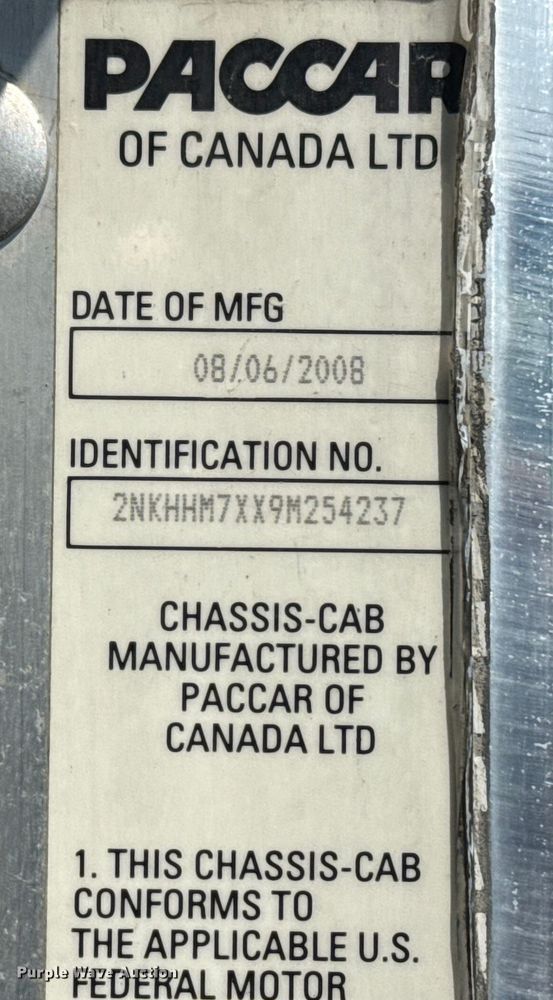 PACCAR
OF CANADA LTD
DATE OF MFG
08/06/2008
IDENTIFICATION NO.
2NKHHM7XX9M254237
CHASSIS-CAB
MANUFACTURED BY
PACCAR OF
CANADA LTD
1. THIS CHASSIS-CAB
CONFORMS TO
THE APPLICABLE U.S.
FEDERAL MOTOR
Purple Wave Auction